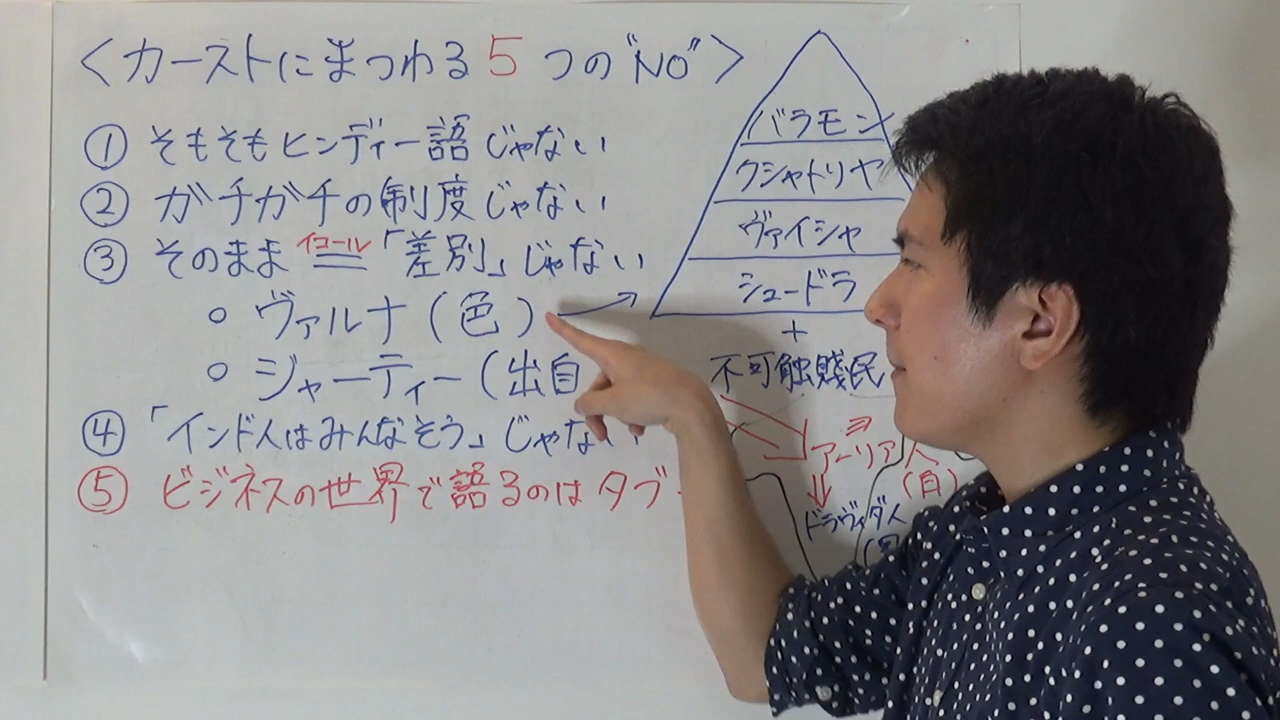 <カーストにまつわる5つの"NO">
① そもそもヒンディー語じゃない
② ガチガチの制度じゃない
イコール
③ そのまま=「差別」じゃない
○ ヴァルナ(色)→
○ ジャーティー(出自
④ 「インド人はみんなそう」じゃない
⑤ ビジネスの世界で語るのはタブ
バラモン
クシャトリヤ
ヴァイシャ
シュードラ
+
不可触賤民
アーリア人
(白)
ドラヴィダ人